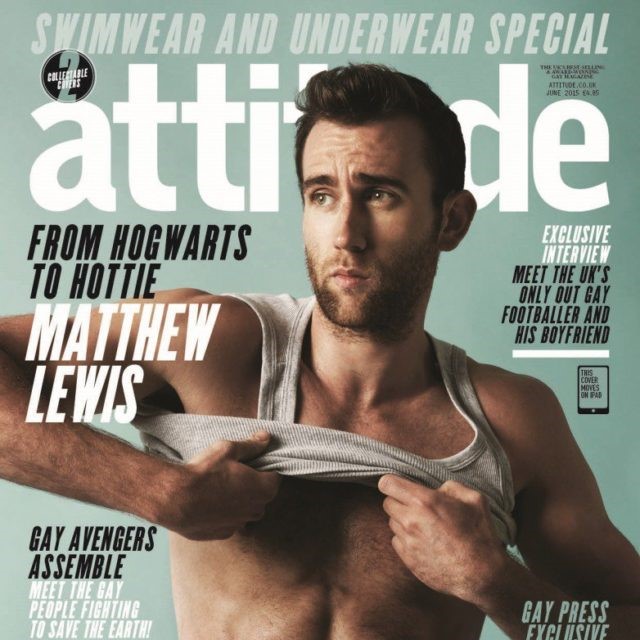 SWIMWEAR AND UNDERWEAR SPECIAL
2
COLLECTABLE
COVERS
attitude
THE UK'S BEST-SELLING
& AWARD-WINNING
GAY MAGAZINE
ATTITUDE.CO.UK
JUNE 2015 £4.85
FROM HOGWARTS
TO HOTTIE
MATTHEW
LEWIS
EXCLUSIVE
INTERVIEW
MEET THE UK'S
ONLY OUT GAY
FOOTBALLER AND
HIS BOYFRIEND
THIS
COVER
MOVES
ON IPAD
GAY AVENGERS
ASSEMBLE
MEET THE GAY
PEOPLE FIGHTING
TO SAVE THE EARTH!
GAY PRESS
EXCLUSIVE